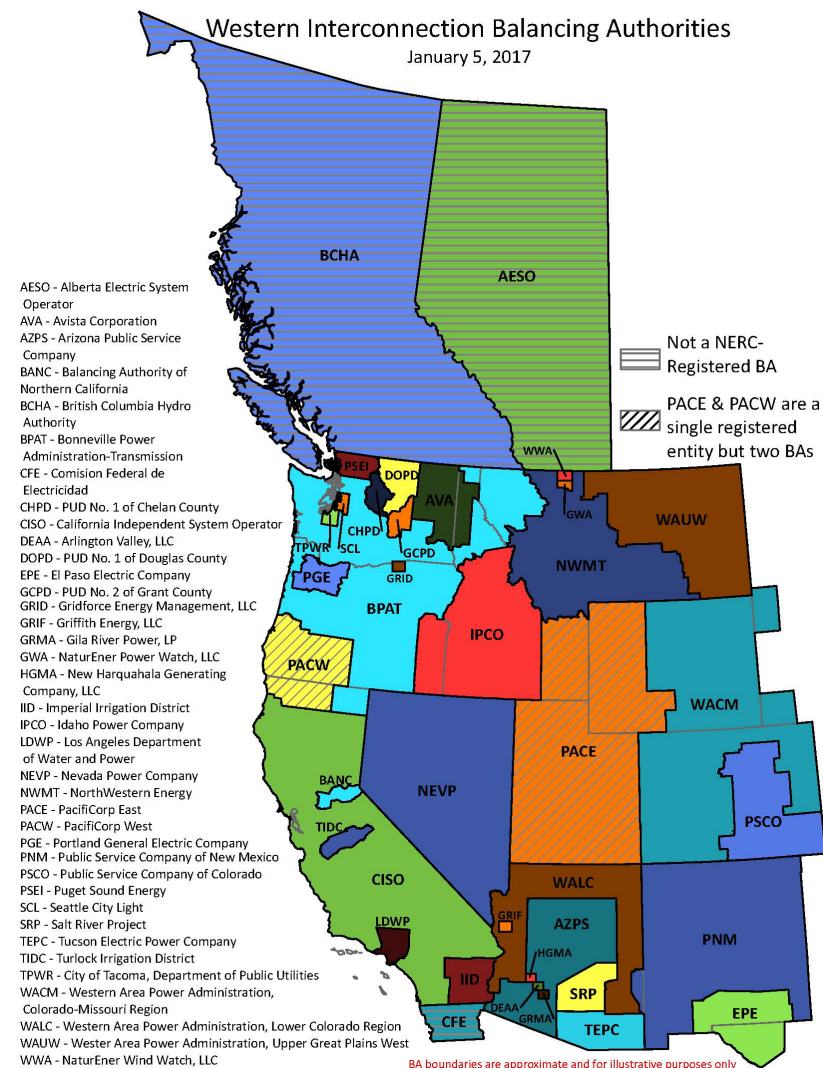 Western Interconnection Balancing Authorities
January 5, 2017
BCHA
AESO
AESO - Alberta Electric System
Operator
AVA - Avista Corporation
AZPS - Arizona Public Service
Company
BANC - Balancing Authority of
Northern California
BCHA - British Columbia Hydro
Authority
BPAT - Bonneville Power
Administration-Transmission
CFE - Comision Federal de
Electricidad
CHPD - PUD No. 1 of Chelan County
CISO - California Independent System Operator
DEAA - Arlington Valley, LLC
DOPD - PUD No. 1 of Douglas County
EPE - El Paso Electric Company
GCPD - PUD No. 2 of Grant County
GRID - Gridforce Energy Management, LLC
GRIF - Griffith Energy, LLC
GRMA - Gila River Power, LP
GWA - NaturEner Power Watch, LLC
HGMA - New Harquahala Generating
Company, LLC
IID - Imperial Irrigation District
IPCO - Idaho Power Company
LDWP - Los Angeles Department
of Water and Power
NEVP - Nevada Power Company
NWMT - NorthWestern Energy
PACE - PacifiCorp East
PACW - PacifiCorp West
PGE - Portland General Electric Company
PNM - Public Service Company of New Mexico
PSCO - Public Service Company of Colorado
PSEI - Puget Sound Energy
SCL - Seattle City Light
SRP - Salt River Project
TEPC - Tucson Electric Power Company
TIDC - Turlock Irrigation District
TPWR - City of Tacoma, Department of Public Utilities
WACM - Western Area Power Administration,
Colorado-Missouri Region
WALC - Western Area Power Administration, Lower Colorado Region
WAUW - Wester Area Power Administration, Upper Great Plains West
WWA - NaturEner Wind Watch, LLC
Not a NERC-
Registered BA
PACE & PACW are a
single registered
entity but two BAs
WWA
PSEI
DOPD
AVA
GWA
WAUW
CHPD
TPWR
SCL
GCPD
NWMT
PGE
GRID
BPAT
IPCO
PACW
WACM
PACE
BANC
NEVP
PSCO
TIDC
CISO
WALC
LDWP
GRIF
AZPS
PNM
HGMA
IID
SRP
DEAA
GRMA
EPE
CFE
TEPC
BA boundaries are approximate and for illustrative purposes only